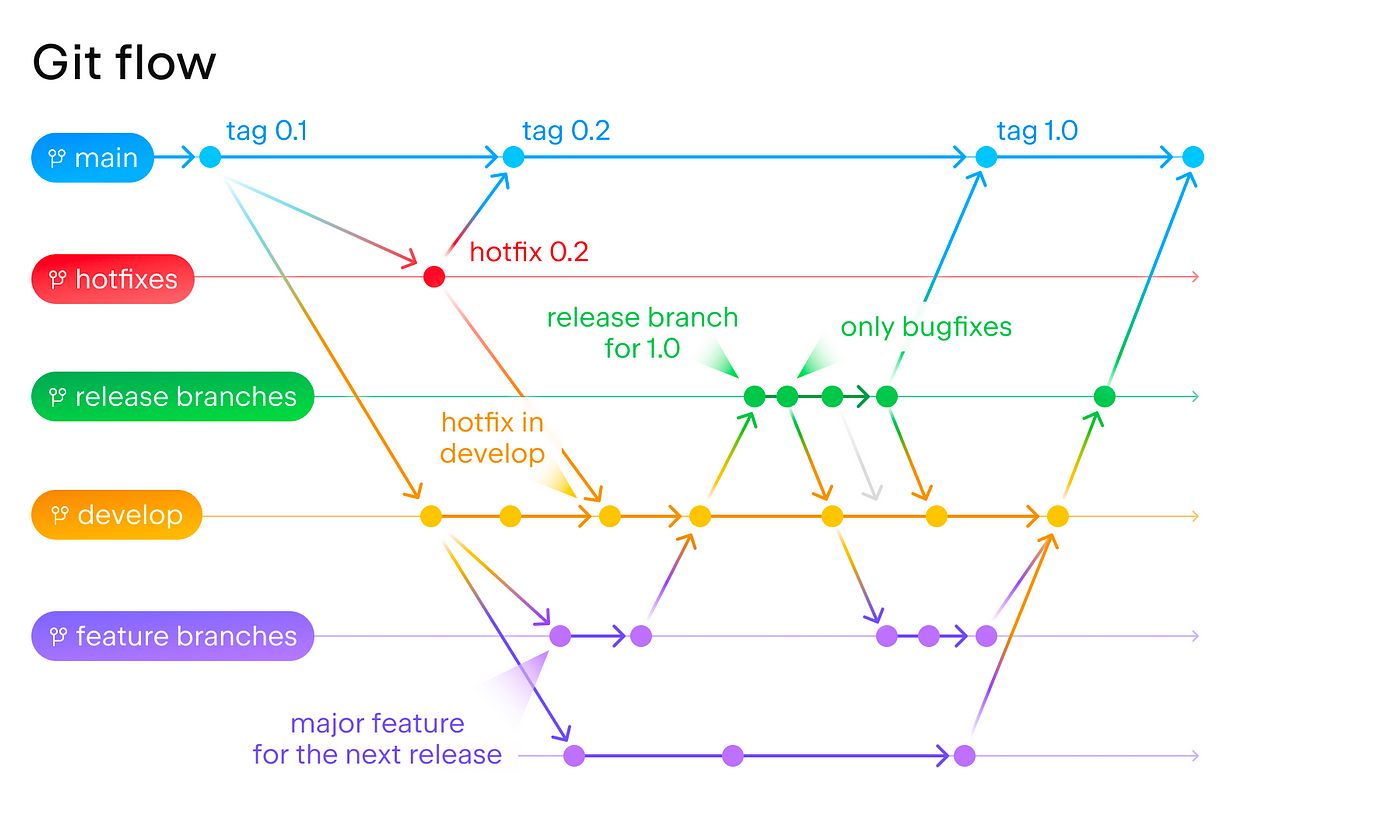 Git flow
tag 0.1
tag 0.2
tag 1.0
main
hotfix 0.2
hotfixes
release branch
for 1.0
only bugfixes
release branches
hotfix in
develop
develop
feature branches
major feature
for the next release